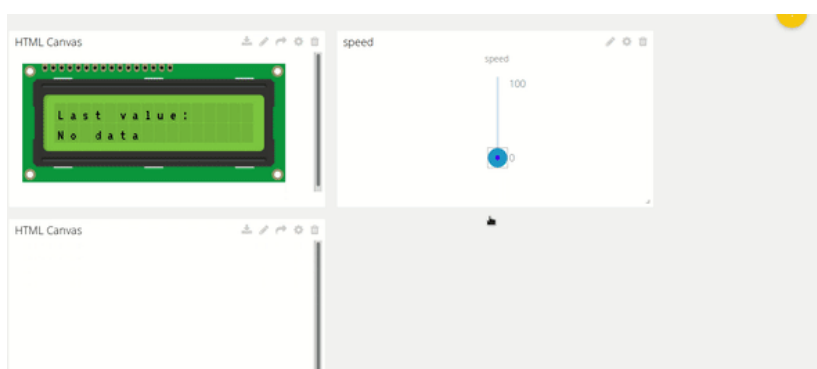 HTML Canvas
Last value:
No data
speed
speed
100
0
HTML Canvas